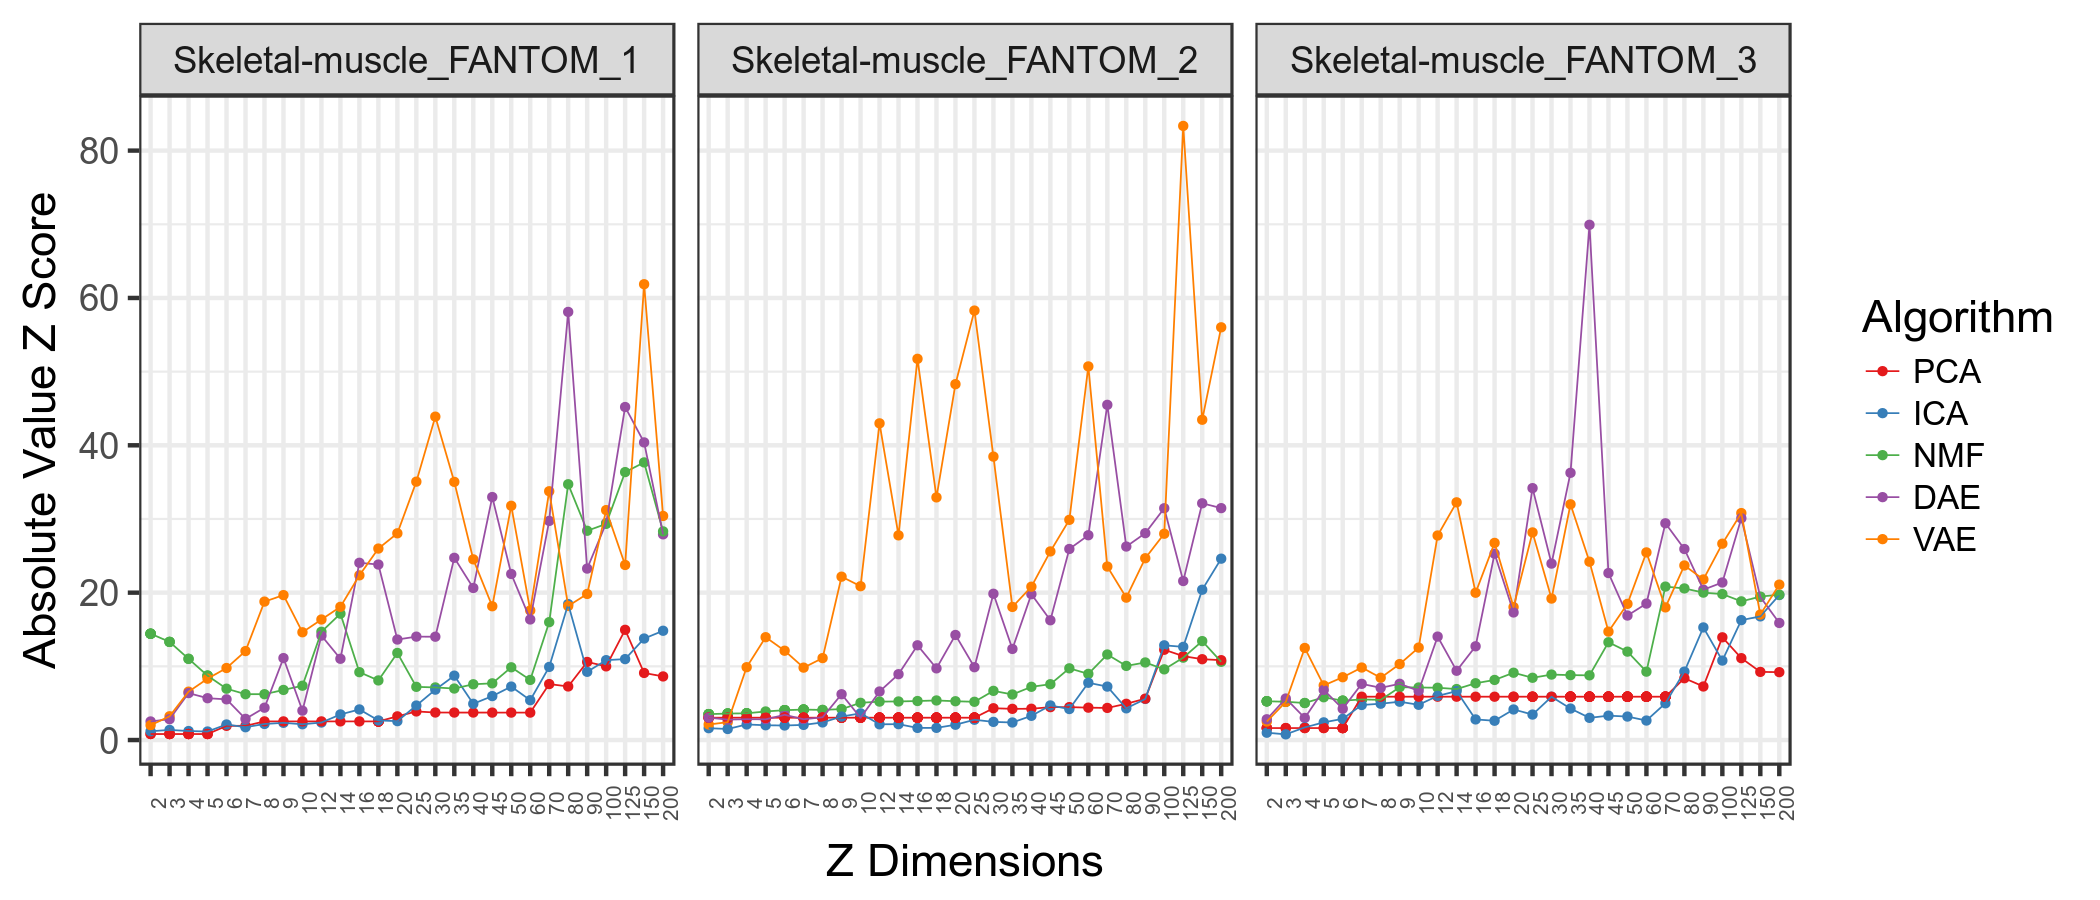 Skeletal-muscle_FANTOM_1
Skeletal-muscle_FANTOM_2
Skeletal-muscle_FANTOM_3
Absolute Value Z Score
80
60
40
20
0
2 3 4 5 6 7 8 9 10 12 14 16 18 20 25 30 35 40 45 50 60 70 80 90 100 125 150 200
2 3 4 5 6 7 8 9 10 12 14 16 18 20 25 30 35 40 45 50 60 70 80 90 100 125 150 200
2 3 4 5 6 7 8 9 10 12 14 16 18 20 25 30 35 40 45 50 60 70 80 90 100 125 150 200
Z Dimensions
Algorithm
PCA
ICA
NMF
DAE
VAE